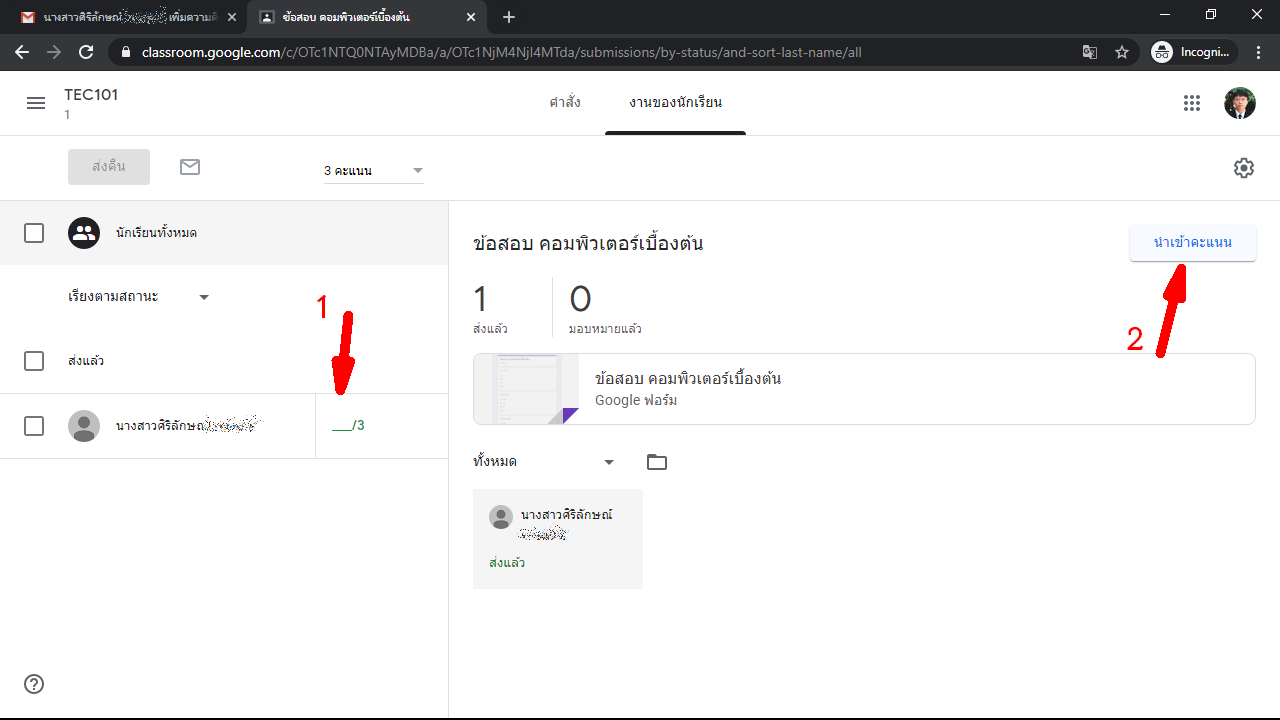 นางสาวศิริลักษณ์ เพิ่มความคิ
ข้อสอบ คอมพิวเตอร์เบื้องต้น
classroom.google.com/c/OTc1NTQ0NTAyMDBa/a/OTc1NjM4NjI4MTda/submissions/by-status/and-sort-last-name/all
Incogni...
TEC101
1
คำสั่ง
งานของนักเรียน
ส่งคืน
3 คะแนน
นักเรียนทั้งหมด
ข้อสอบ คอมพิวเตอร์เบื้องต้น
นำเข้าคะแนน
เรียงตามสถานะ
1
1
ส่งแล้ว
0
มอบหมายแล้ว
2
ส่งแล้ว
ข้อสอบ คอมพิวเตอร์เบื้องต้น
Google ฟอร์ม
นางสาวศิริลักษณ์
___/3
ทั้งหมด
นางสาวศิริลักษณ์
ส่งแล้ว